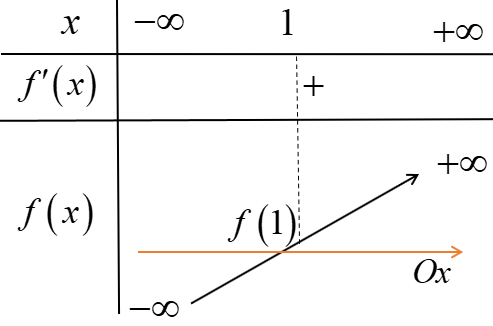 x −∞ 1 +∞
f′(x) +
+∞
f(x) f(1)
Ox
−∞